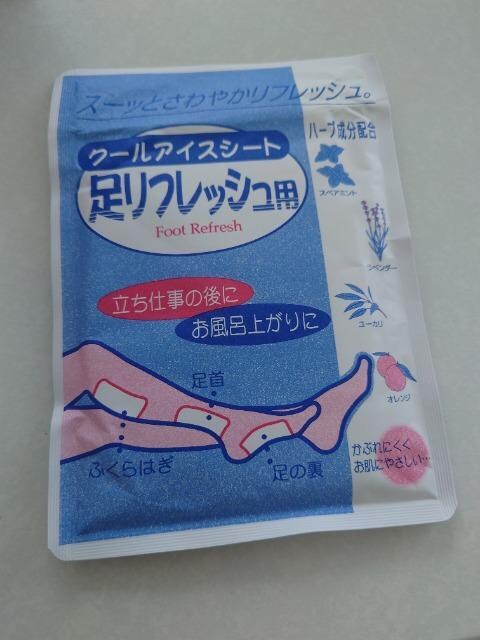 スーッとさわやかリフレッシュ。
ハーブ成分配合
クールアイスシート
足リフレッシュ用
Foot Refresh
スペアミント
ラベンダー
立ち仕事の後に
お風呂上がりに
ユーカリ
オレンジ
足首
ふくらはぎ
足の裏
かぶれにくく
お肌にやさしい…